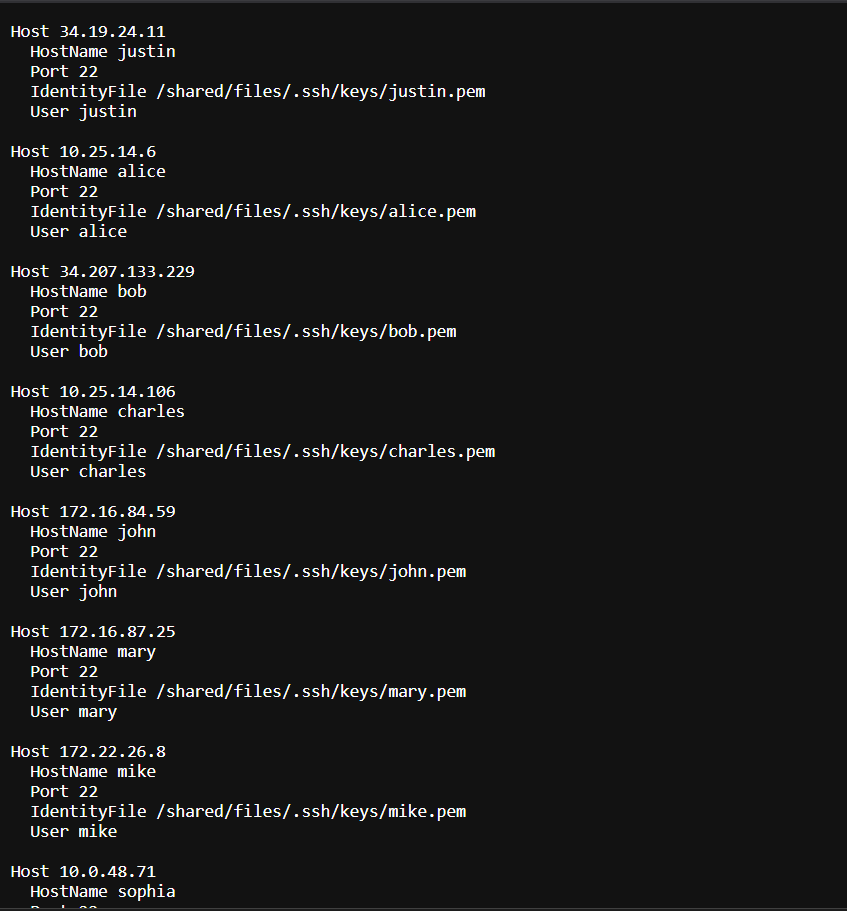 Host 34.19.24.11
  HostName justin
  Port 22
  IdentityFile /shared/files/.ssh/keys/justin.pem
  User justin

Host 10.25.14.6
  HostName alice
  Port 22
  IdentityFile /shared/files/.ssh/keys/alice.pem
  User alice

Host 34.207.133.229
  HostName bob
  Port 22
  IdentityFile /shared/files/.ssh/keys/bob.pem
  User bob

Host 10.25.14.106
  HostName charles
  Port 22
  IdentityFile /shared/files/.ssh/keys/charles.pem
  User charles

Host 172.16.84.59
  HostName john
  Port 22
  IdentityFile /shared/files/.ssh/keys/john.pem
  User john

Host 172.16.87.25
  HostName mary
  Port 22
  IdentityFile /shared/files/.ssh/keys/mary.pem
  User mary

Host 172.22.26.8
  HostName mike
  Port 22
  IdentityFile /shared/files/.ssh/keys/mike.pem
  User mike

Host 10.0.48.71
  HostName sophia